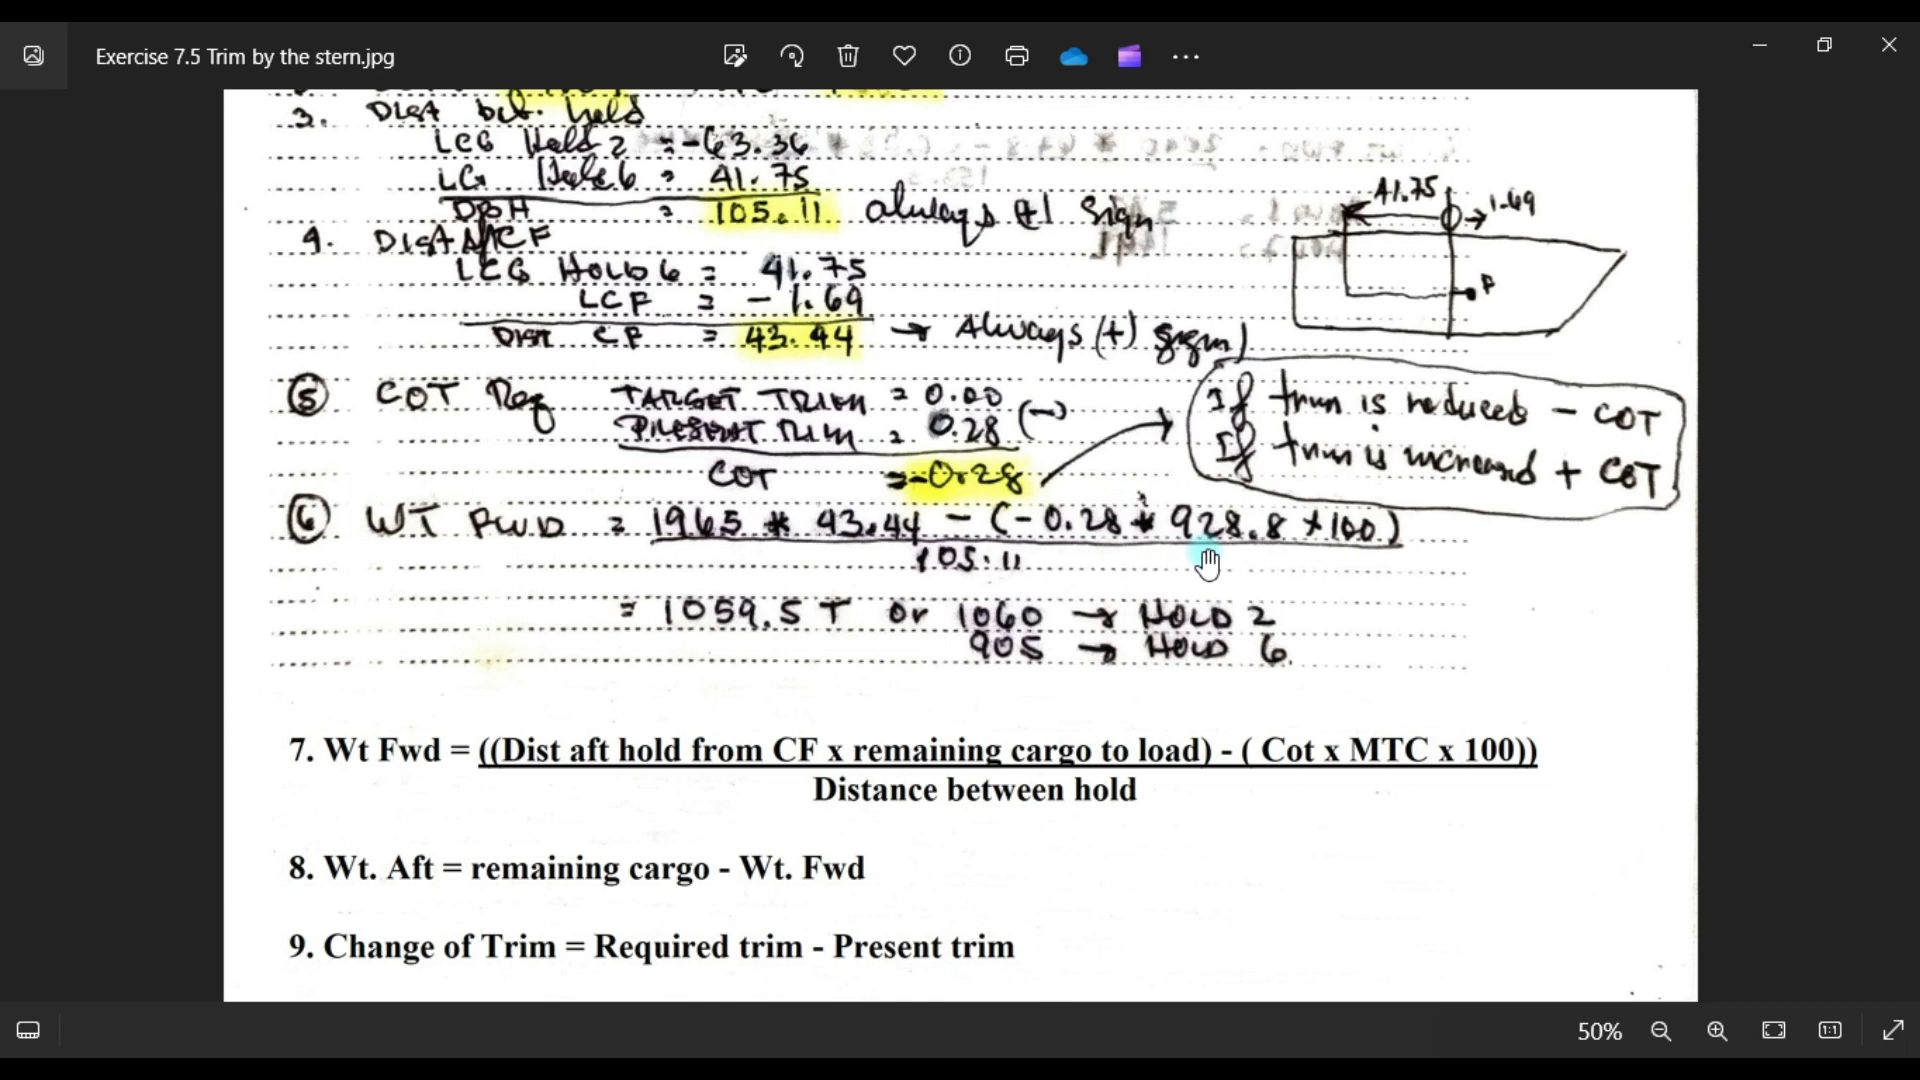 Exercise 7.5 Trim by the stern.jpg
3. Dist bet. hold
LCG Hold 2 = -63.36
LCG Hold 6 = 41.75
DBH = 105.11 always (+) sign
4. DIST A/CF
LCG HOLD 6 = 41.75
LCF = - 1.69
DIST CF = 43.44 → Always (+) sign)
41.75
1.69
F
5 COT Req TARGET TRIM = 0.00
PRESENT TRIM = 0.28 (-)
COT = -0.28
If trim is reduced - COT
If trim is increased + COT
6 WT FWD = 1965 * 43.44 - (-0.28 * 928.8 * 100)
105.11
= 1059.5 T or 1060 → HOLD 2
905 → HOLD 6
7. Wt Fwd = ((Dist aft hold from CF x remaining cargo to load) - ( Cot x MTC x 100))
Distance between hold
8. Wt. Aft = remaining cargo - Wt. Fwd
9. Change of Trim = Required trim - Present trim
50%
1:1